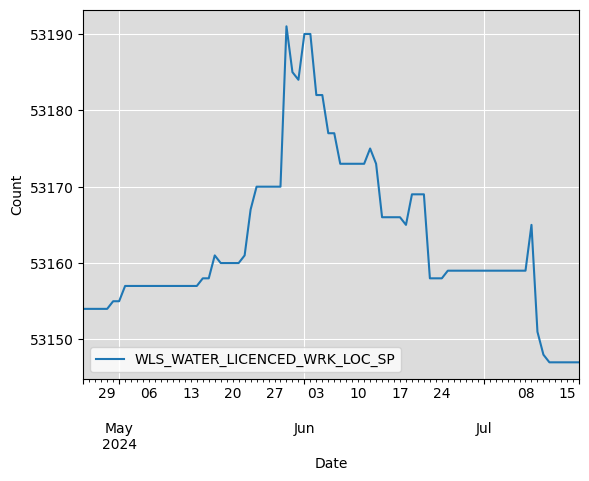 53190
53180
53170
53160
53150
Count
WLS_WATER_LICENCED_WRK_LOC_SP
29 06 13 20 27 03 10 17 24 08 15
May Jun Jul
2024
Date